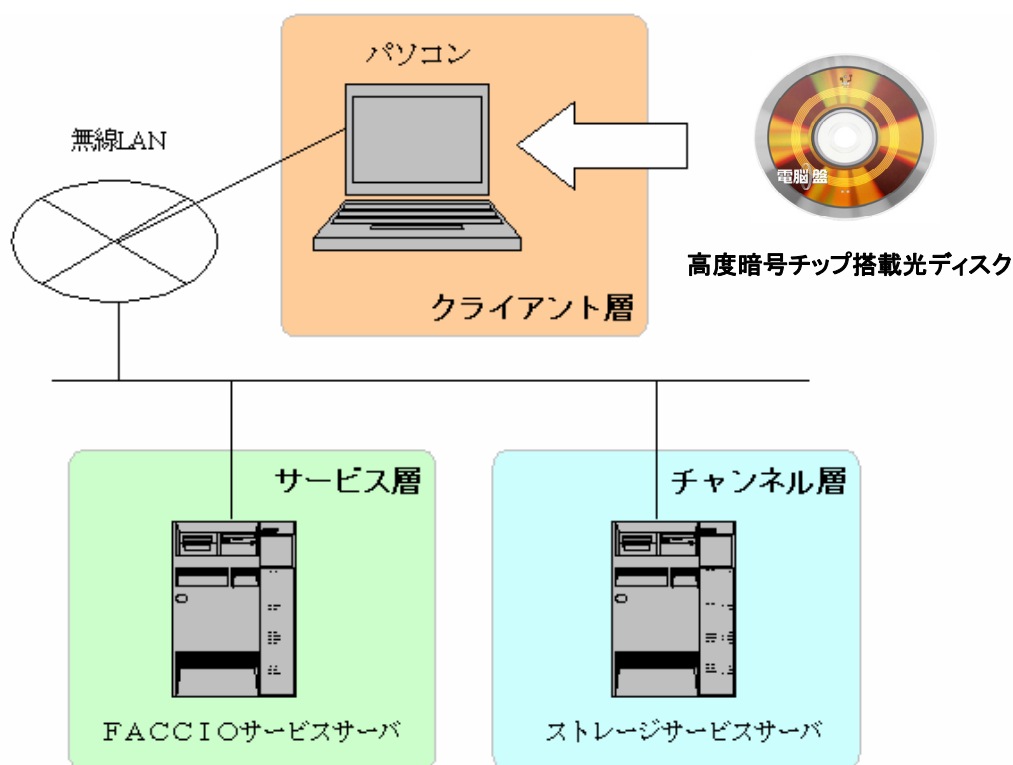 パソコン
無線LAN
電脳盤
高度暗号チップ搭載光ディスク
クライアント層
サービス層
チャンネル層
ＦＡＣＣＩＯサービスサーバ
ストレージサービスサーバ